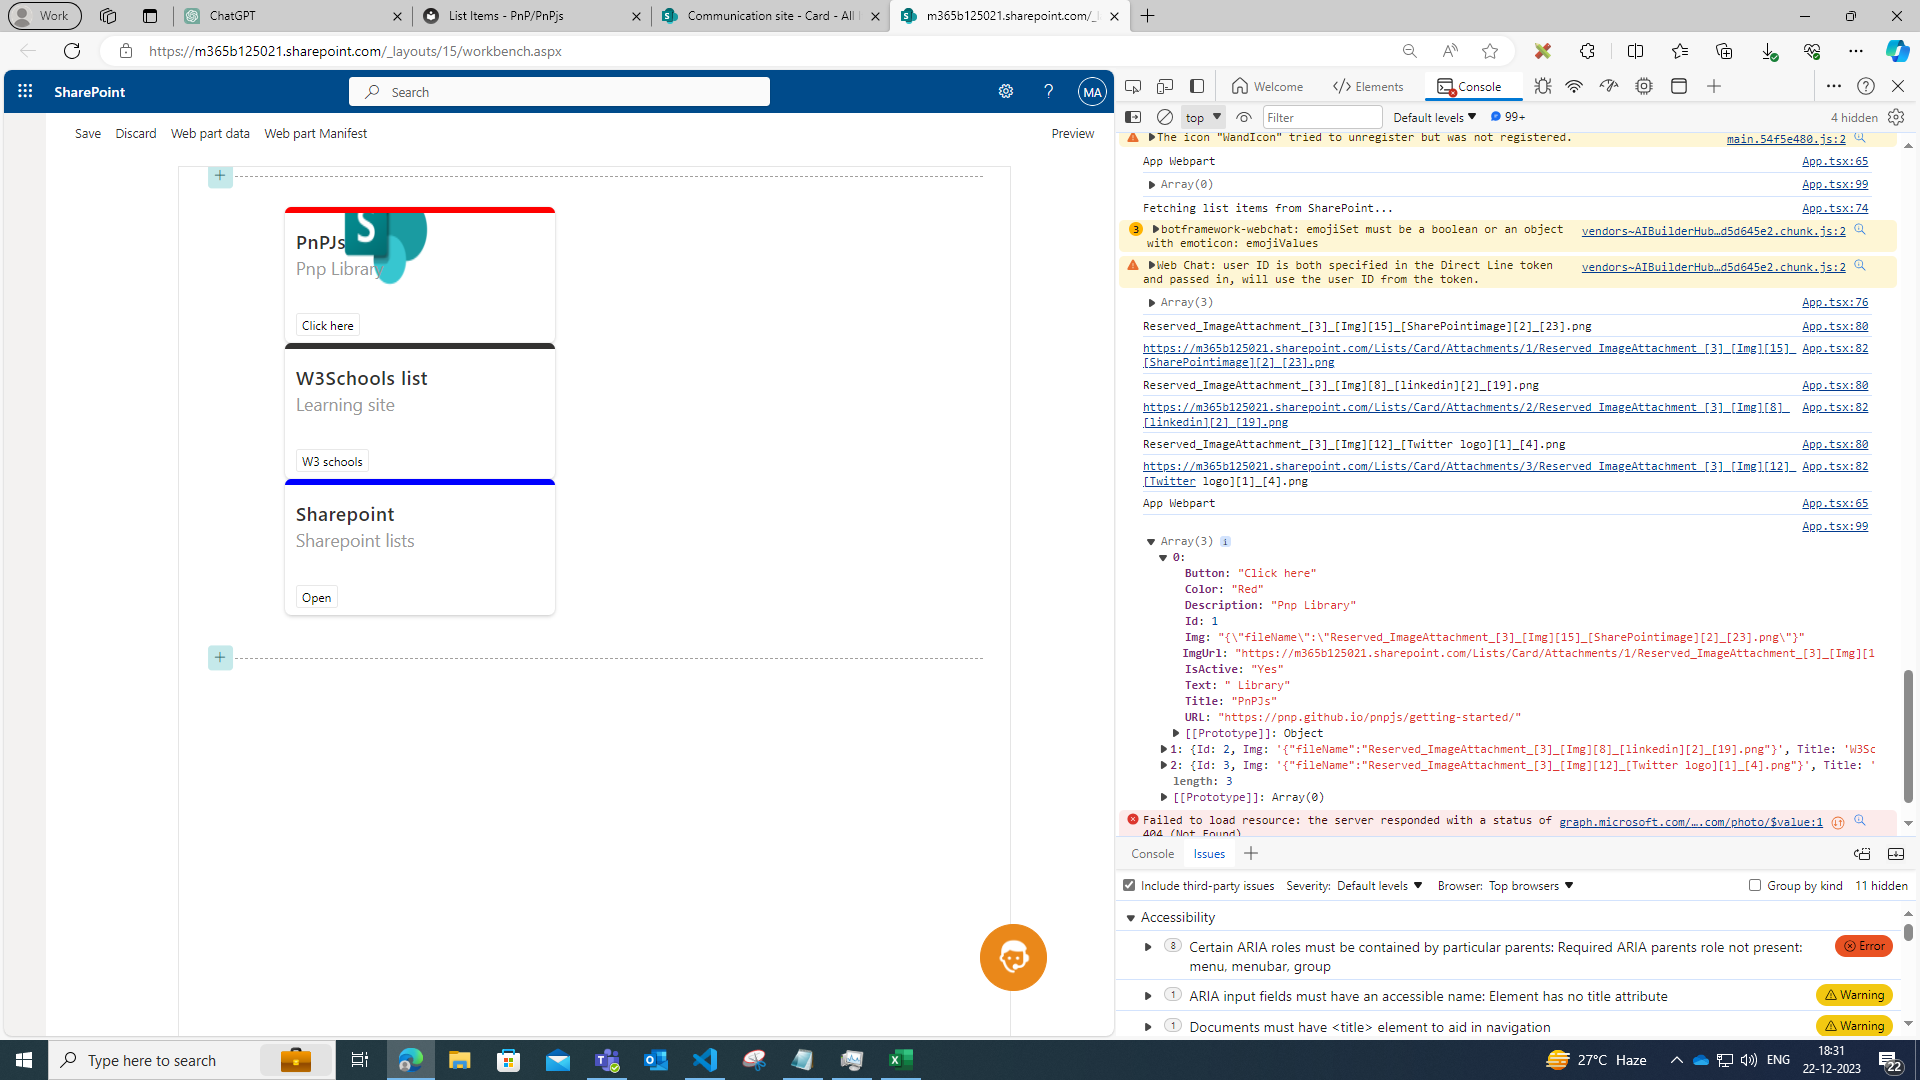 Work
ChatGPT
List Items - PnP/PnPjs
Communication site - Card - All I
m365b125021.sharepoint.com/_l
https://m365b125021.sharepoint.com/_layouts/15/workbench.aspx
SharePoint
Search
MA
Save Discard Web part data Web part Manifest
Preview
PnPJs
Pnp Library
Click here
W3Schools list
Learning site
W3 schools
Sharepoint
Sharepoint lists
Open
Welcome Elements Console
top Filter Default levels 99+ 4 hidden
The icon "WandIcon" tried to unregister but was not registered. main.54f5e480.js:2
App Webpart App.tsx:65
Array(0) App.tsx:99
Fetching list items from SharePoint... App.tsx:74
3 botframework-webchat: emojiSet must be a boolean or an object vendors~AIBuilderHub…d5d645e2.chunk.js:2
with emoticon: emojiValues
Web Chat: user ID is both specified in the Direct Line token vendors~AIBuilderHub…d5d645e2.chunk.js:2
and passed in, will use the user ID from the token.
Array(3) App.tsx:76
Reserved_ImageAttachment_[3]_[Img][15]_[SharePointimage][2]_[23].png App.tsx:80
https://m365b125021.sharepoint.com/Lists/Card/Attachments/1/Reserved_ImageAttachment_[3]_[Img][15]_ App.tsx:82
[SharePointimage][2]_[23].png
Reserved_ImageAttachment_[3]_[Img][8]_[linkedin][2]_[19].png App.tsx:80
https://m365b125021.sharepoint.com/Lists/Card/Attachments/2/Reserved_ImageAttachment_[3]_[Img][8]_ App.tsx:82
[linkedin][2]_[19].png
Reserved_ImageAttachment_[3]_[Img][12]_[Twitter logo][1]_[4].png App.tsx:80
https://m365b125021.sharepoint.com/Lists/Card/Attachments/3/Reserved_ImageAttachment_[3]_[Img][12]_ App.tsx:82
[Twitter logo][1]_[4].png
App Webpart App.tsx:65
App.tsx:99
Array(3) i
0:
Button: "Click here"
Color: "Red"
Description: "Pnp Library"
Id: 1
Img: "{\"fileName\":\"Reserved_ImageAttachment_[3]_[Img][15]_[SharePointimage][2]_[23].png\"}"
ImgUrl: "https://m365b125021.sharepoint.com/Lists/Card/Attachments/1/Reserved_ImageAttachment_[3]_[Img][1
IsActive: "Yes"
Text: " Library"
Title: "PnPJs"
URL: "https://pnp.github.io/pnpjs/getting-started/"
[[Prototype]]: Object
1: {Id: 2, Img: '{"fileName":"Reserved_ImageAttachment_[3]_[Img][8]_[linkedin][2]_[19].png"}', Title: 'W3Sc
2: {Id: 3, Img: '{"fileName":"Reserved_ImageAttachment_[3]_[Img][12]_[Twitter logo][1]_[4].png"}', Title: '
length: 3
[[Prototype]]: Array(0)
Failed to load resource: the server responded with a status of graph.microsoft.com/….com/photo/$value:1
404 (Not Found)
Console Issues
Include third-party issues Severity: Default levels Browser: Top browsers Group by kind 11 hidden
Accessibility
8 Certain ARIA roles must be contained by particular parents: Required ARIA parents role not present: Error
menu, menubar, group
1 ARIA input fields must have an accessible name: Element has no title attribute Warning
1 Documents must have <title> element to aid in navigation Warning
Type here to search
27°C Haze
ENG
18:31
22-12-2023
22